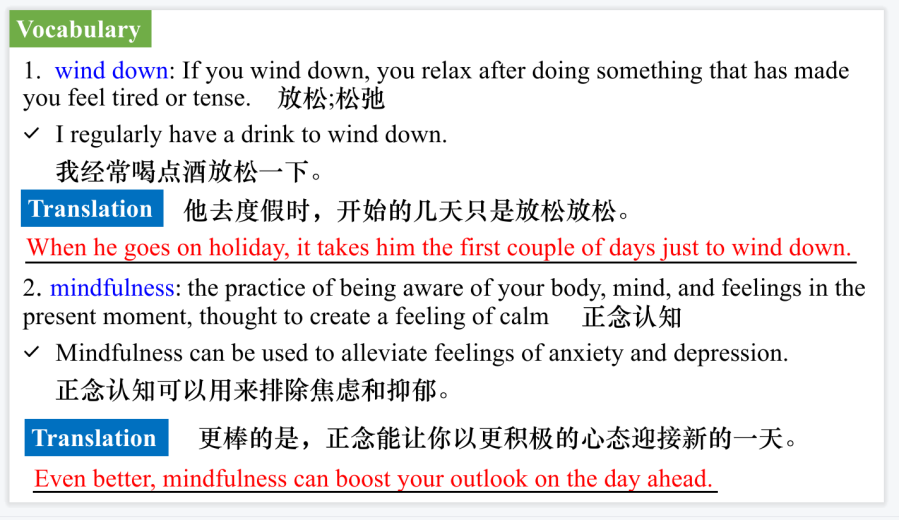 Vocabulary
1. wind down: If you wind down, you relax after doing something that has made
you feel tired or tense. 放松;松弛
✓ I regularly have a drink to wind down.
我经常喝点酒放松一下。
Translation 他去度假时，开始的几天只是放松放松。
When he goes on holiday, it takes him the first couple of days just to wind down.
2. mindfulness: the practice of being aware of your body, mind, and feelings in the
present moment, thought to create a feeling of calm 正念认知
✓ Mindfulness can be used to alleviate feelings of anxiety and depression.
正念认知可以用来排除焦虑和抑郁。
Translation 更棒的是，正念能让你以更积极的心态迎接新的一天。
Even better, mindfulness can boost your outlook on the day ahead.